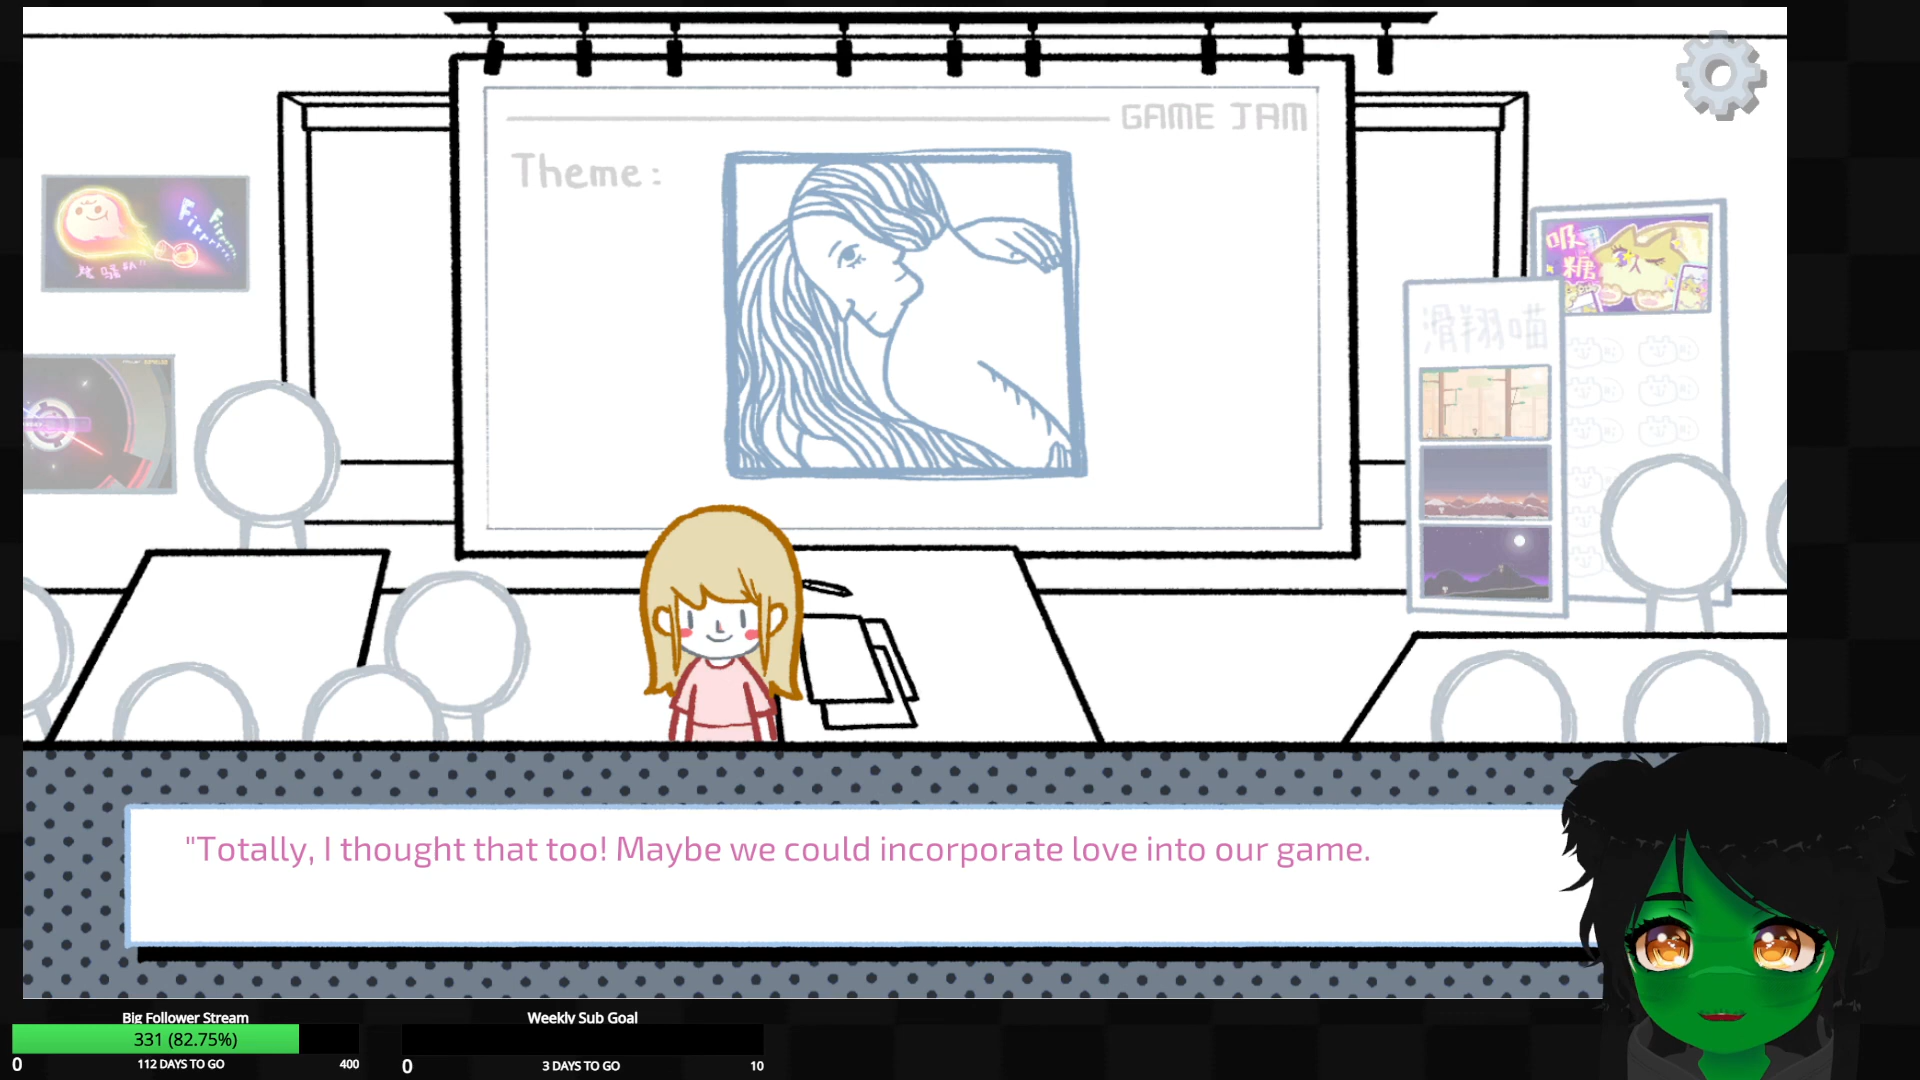 GAME JAM
Theme:
吸
糖
滑翔喵
"Totally, I thought that too! Maybe we could incorporate love into our game.
Big Follower Stream
331 (82.75%)
0
112 DAYS TO GO
400
Weekly Sub Goal
0
3 DAYS TO GO
10